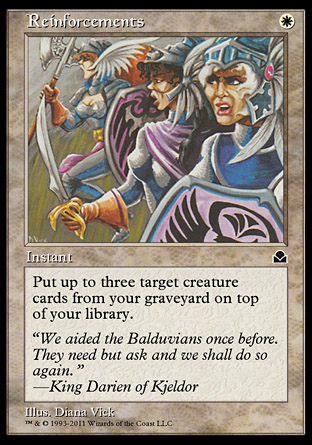 Reinforcements
Instant
Put up to three target creature
cards from your graveyard on top
of your library.
“We aided the Balduvians once before.
They need but ask and we shall do so
again.”
—King Darien of Kjeldor
Illus. Diana Vick
™ & © 1993-2011 Wizards of the Coast LLC